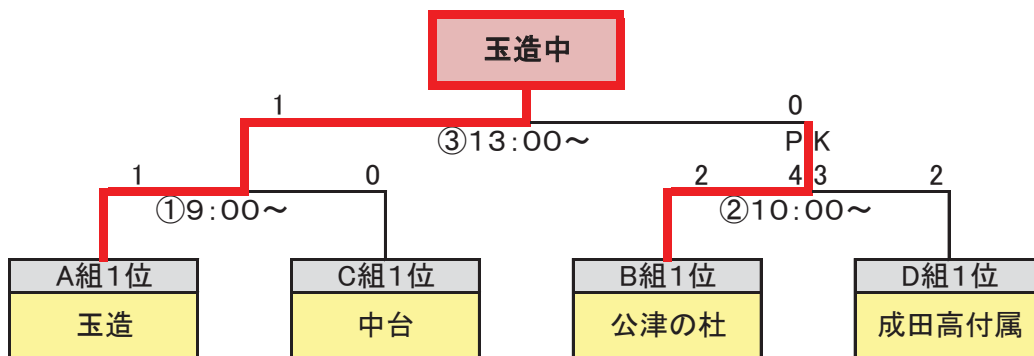 玉造中
1 0
③13:00～ PK
1 0 2 43 2
①9:00～ ②10:00～
A組1位 C組1位 B組1位 D組1位
玉造 中台 公津の杜 成田高付属